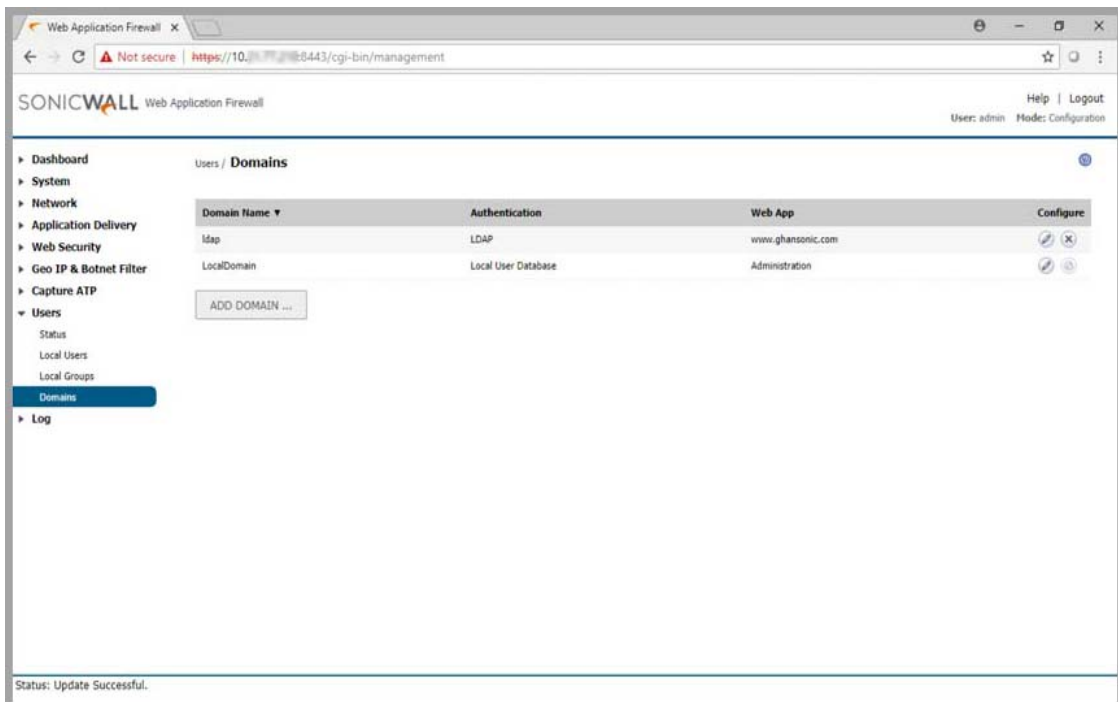 Web Application Firewall
Not secure https://10. :8443/cgi-bin/management
SONICWALL Web Application Firewall
Help | Logout
User: admin Mode: Configuration
Dashboard
System
Network
Application Delivery
Web Security
Geo IP & Botnet Filter
Capture ATP
Users
Status
Local Users
Local Groups
Domains
Log
Users / Domains
Domain Name ▼ Authentication Web App Configure
ldap LDAP www.ghansonic.com
LocalDomain Local User Database Administration
ADD DOMAIN ...
Status: Update Successful.